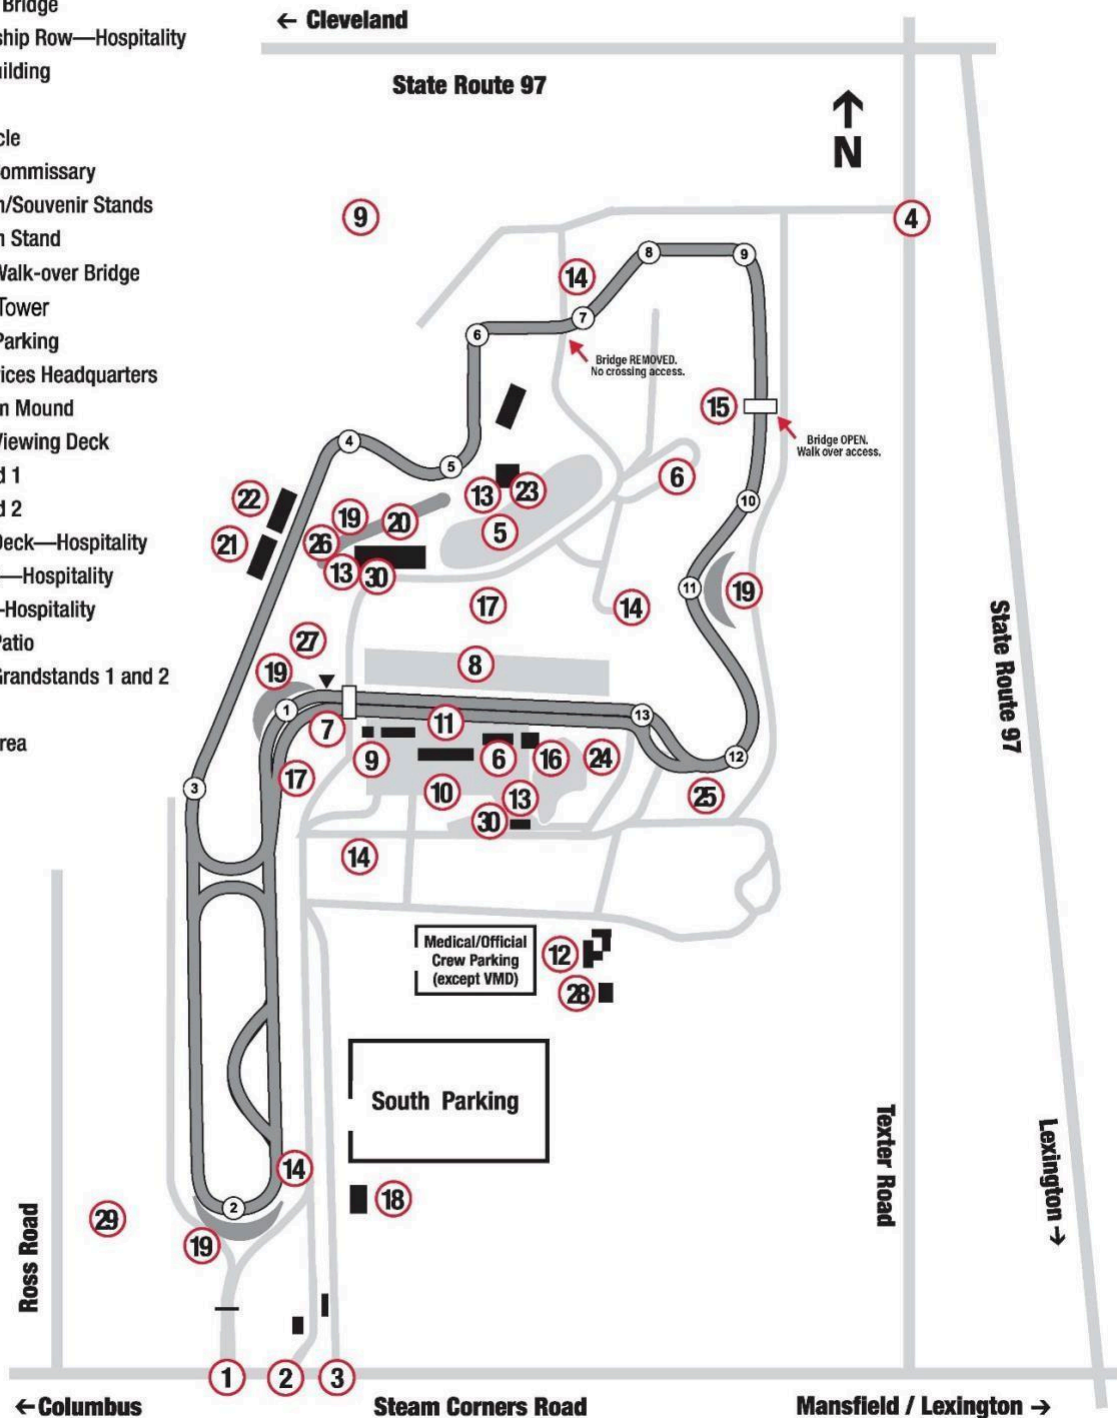 Bridge
ship Row—Hospitality
uilding
cle
ommissary
n/Souvenir Stands
n Stand
Walk-over Bridge
Tower
Parking
vices Headquarters
n Mound
Viewing Deck
d 1
d 2
Deck—Hospitality
—Hospitality
-Hospitality
Patio
Grandstands 1 and 2
rea
← Cleveland
State Route 97
↑
N
9
4
14
8
9
7
6
Bridge REMOVED.
No crossing access.
15
Bridge OPEN.
Walk over access.
4
5
6
22
13
23
10
19
20
5
21
26
13
30
11
19
17
14
State Route 97
27
8
19
1
7
11
13
9
6
16
24
12
3
17
10
13
25
30
14
Medical/Official
Crew Parking
(except VMD)
12
28
South Parking
Texter Road
Lexington →
14
18
2
29
19
Ross Road
1
2
3
← Columbus
Steam Corners Road
Mansfield / Lexington →